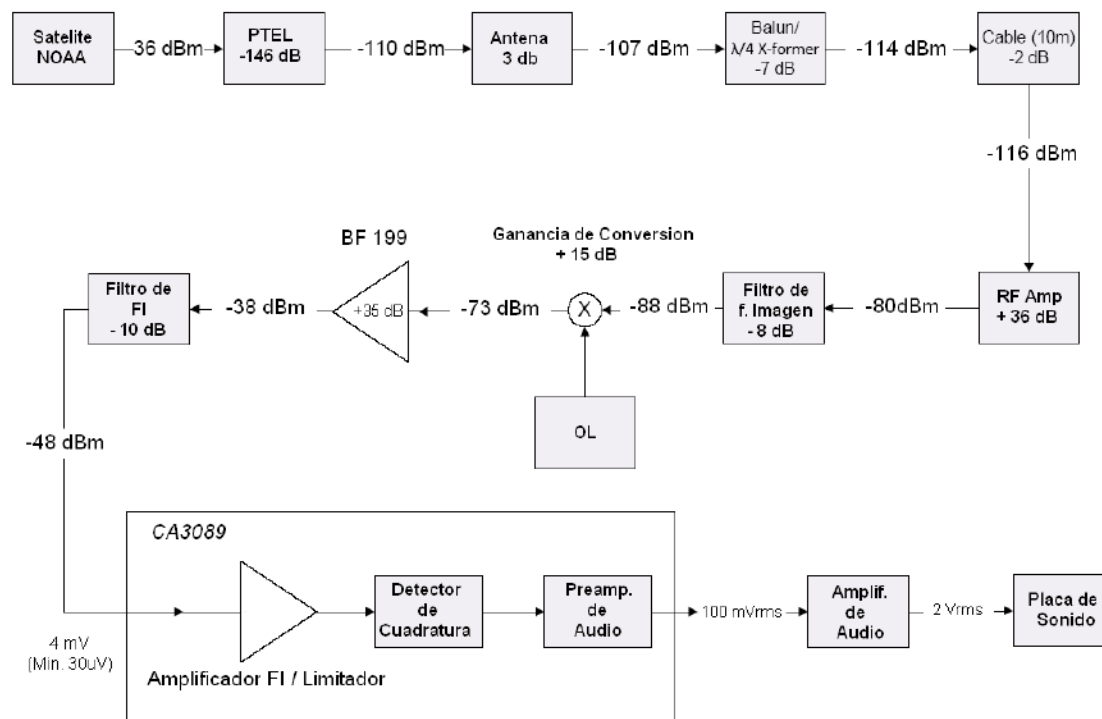 Satelite
NOAA
36 dBm
PTEL
-146 dB
-110 dBm
Antena
3 db
-107 dBm
Balun/
λ/4 X-former
-7 dB
-114 dBm
Cable (10m)
-2 dB
-116 dBm
RF Amp
+ 36 dB
-80dBm
Filtro de
f. Imagen
- 8 dB
-88 dBm
Ganancia de Conversion
+ 15 dB
X
OL
-73 dBm
BF 199
+35 dB
-38 dBm
Filtro de
FI
- 10 dB
-48 dBm
4 mV
(Min. 30uV)
CA3089
Amplificador FI / Limitador
Detector
de
Cuadratura
Preamp.
de
Audio
100 mVrms
Amplif.
de
Audio
2 Vrms
Placa de
Sonido